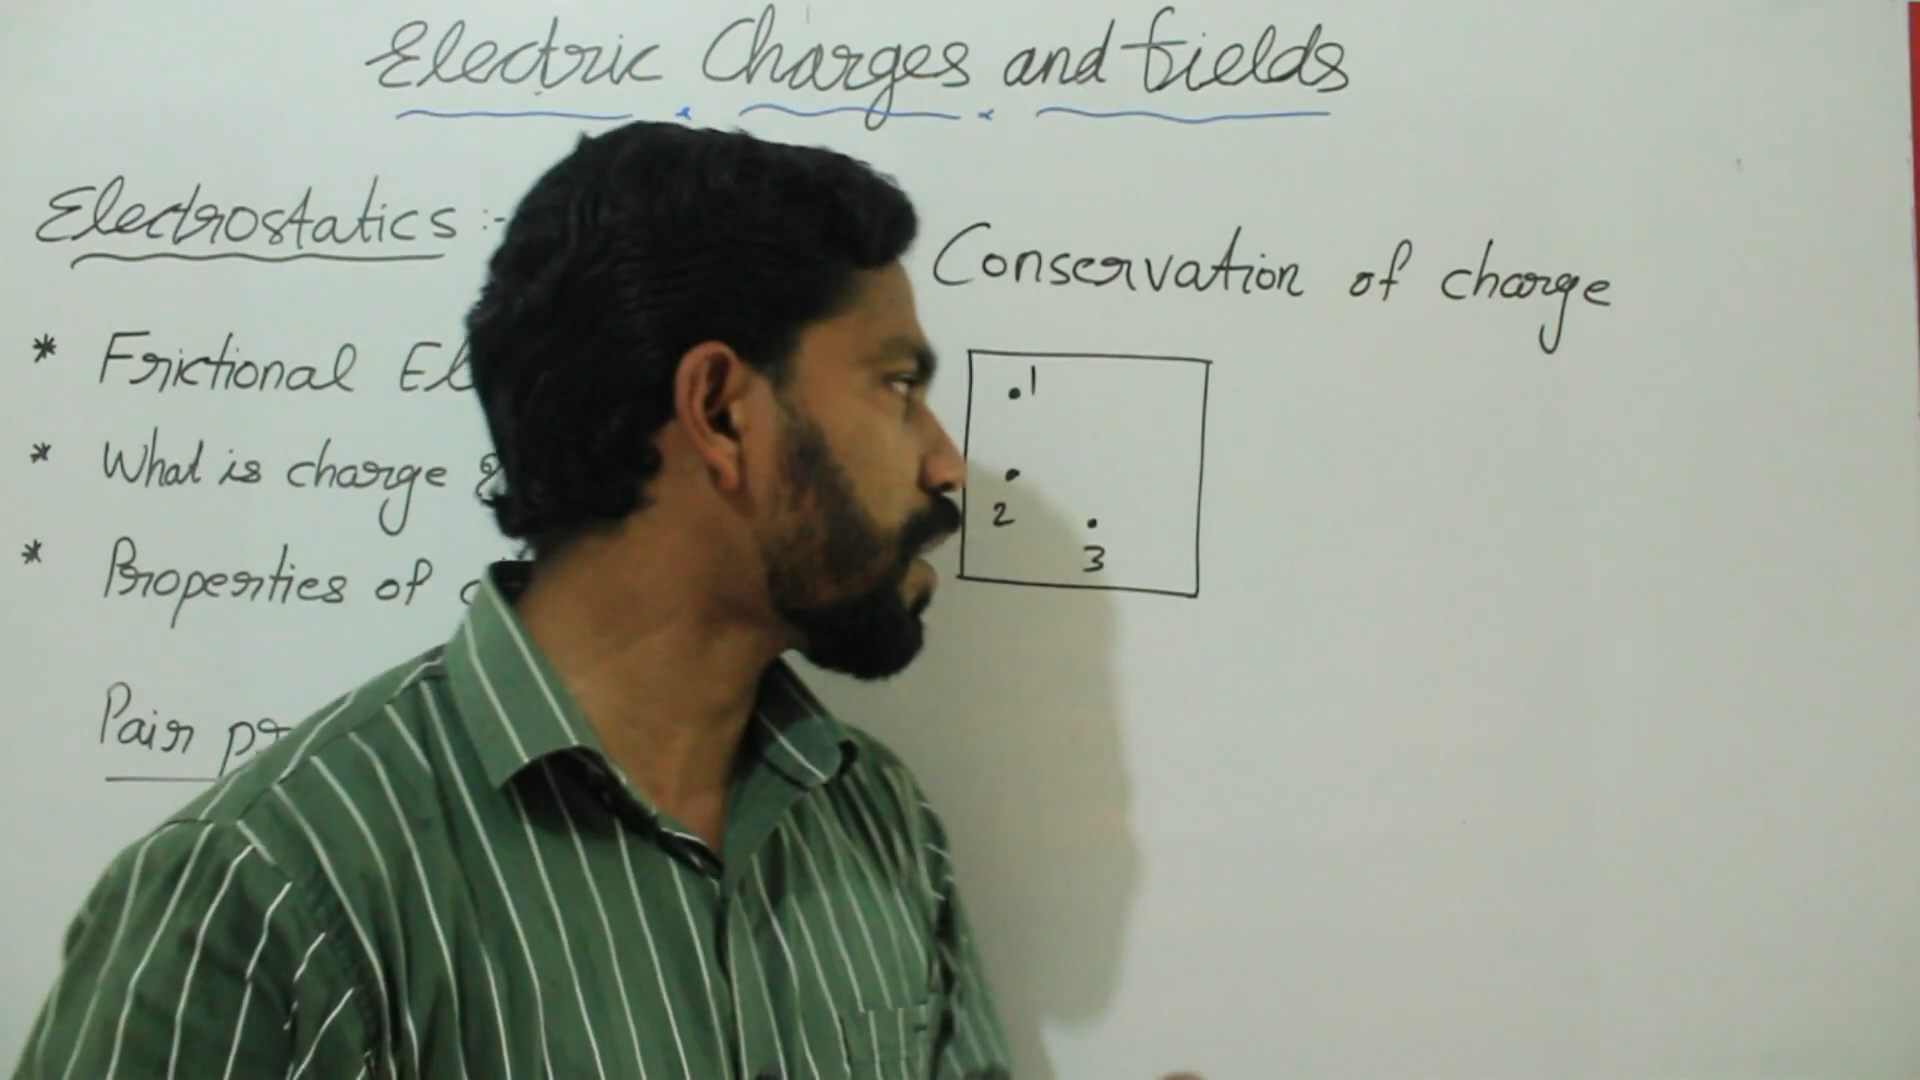 Electric Charges and fields
Electrostatics :-
* Frictional
* What is charge
* Properties of
Pair
Conservation of charge
1
2
3